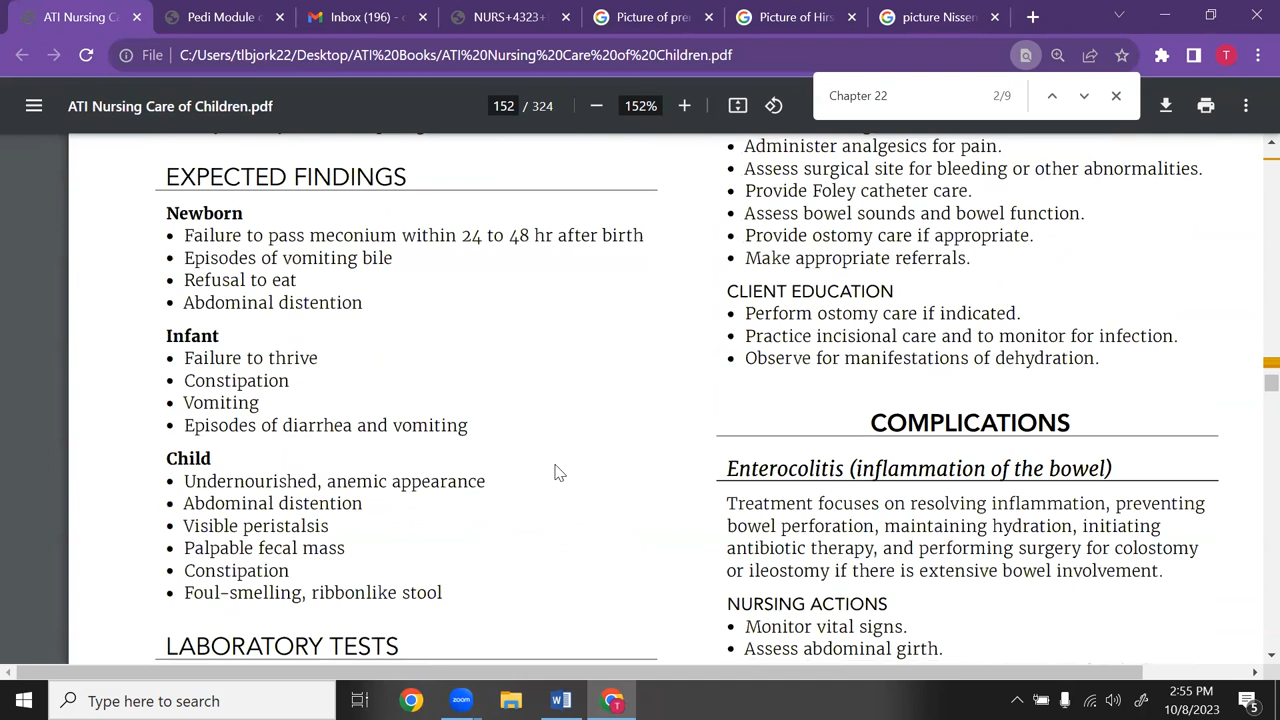 ATI Nursing Ca
Pedi Module
Inbox (196) -
NURS+4323+
Picture of pre
Picture of Hirs
picture Nissen
File
C:/Users/tlbjork22/Desktop/ATI%20Books/ATI%20Nursing%20Care%20of%20Children.pdf
T
ATI Nursing Care of Children.pdf
152 / 324
152%
Chapter 22
2/9
EXPECTED FINDINGS
Newborn
• Failure to pass meconium within 24 to 48 hr after birth
• Episodes of vomiting bile
• Refusal to eat
• Abdominal distention
Infant
• Failure to thrive
• Constipation
• Vomiting
• Episodes of diarrhea and vomiting
Child
• Undernourished, anemic appearance
• Abdominal distention
• Visible peristalsis
• Palpable fecal mass
• Constipation
• Foul-smelling, ribbonlike stool
LABORATORY TESTS
• Administer analgesics for pain.
• Assess surgical site for bleeding or other abnormalities.
• Provide Foley catheter care.
• Assess bowel sounds and bowel function.
• Provide ostomy care if appropriate.
• Make appropriate referrals.
CLIENT EDUCATION
• Perform ostomy care if indicated.
• Practice incisional care and to monitor for infection.
• Observe for manifestations of dehydration.
COMPLICATIONS
Enterocolitis (inflammation of the bowel)
Treatment focuses on resolving inflammation, preventing
bowel perforation, maintaining hydration, initiating
antibiotic therapy, and performing surgery for colostomy
or ileostomy if there is extensive bowel involvement.
NURSING ACTIONS
• Monitor vital signs.
• Assess abdominal girth.
Type here to search
zoom
2:55 PM
10/8/2023
5